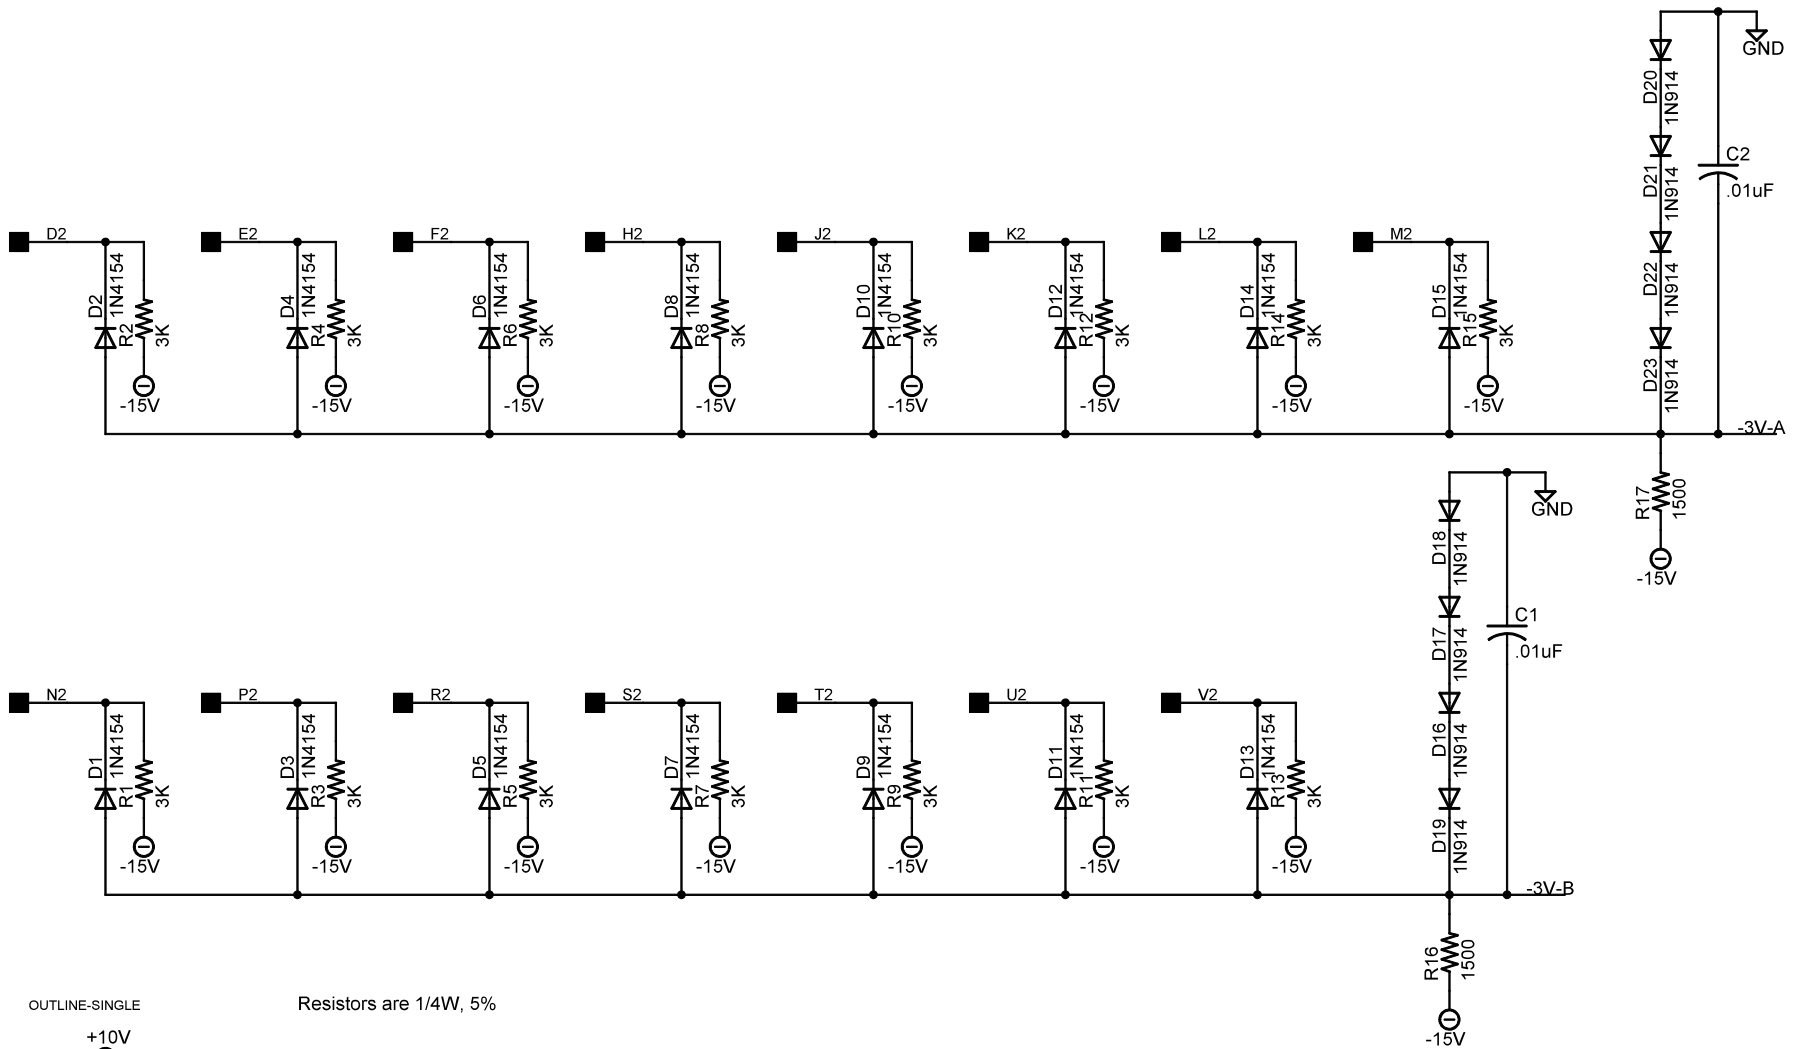 GND
D20
1N914
D21
1N914
D22
1N914
D23
1N914
C2
.01uF
D2
D2
1N4154
R2
3K
-15V
E2
D4
1N4154
R4
3K
-15V
F2
D6
1N4154
R6
3K
-15V
H2
D8
1N4154
R8
3K
-15V
J2
D10
1N4154
R10
3K
-15V
K2
D12
1N4154
R12
3K
-15V
L2
D14
1N4154
R14
3K
-15V
M2
D15
1N4154
R15
3K
-15V
-3V-A
R17
1500
-15V
GND
D18
1N914
D17
1N914
D16
1N914
D19
1N914
C1
.01uF
N2
D1
1N4154
R1
3K
-15V
P2
D3
1N4154
R3
3K
-15V
R2
D5
1N4154
R5
3K
-15V
S2
D7
1N4154
R7
3K
-15V
T2
D9
1N4154
R9
3K
-15V
U2
D11
1N4154
R11
3K
-15V
V2
D13
1N4154
R13
3K
-15V
-3V-B
R16
1500
-15V
OUTLINE-SINGLE
Resistors are 1/4W, 5%
+10V